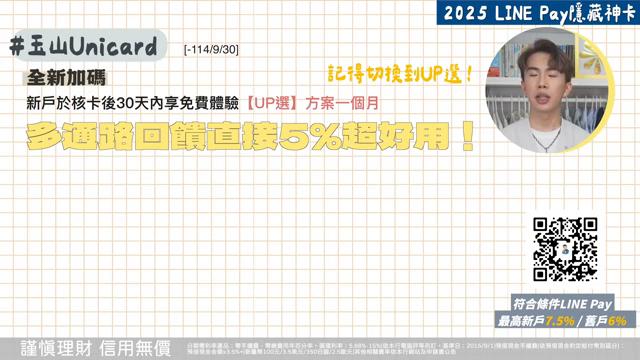 2025 LINE Pay隱藏神卡
#玉山Unicard
[-114/9/30]
全新加碼
記得切換到UP選！
新戶於核卡後30天內享免費體驗【UP選】方案一個月
多通路回饋直接5%超好用！
符合條件LINE Pay
最高新戶7.5% / 舊戶6%
謹慎理財 信用無價